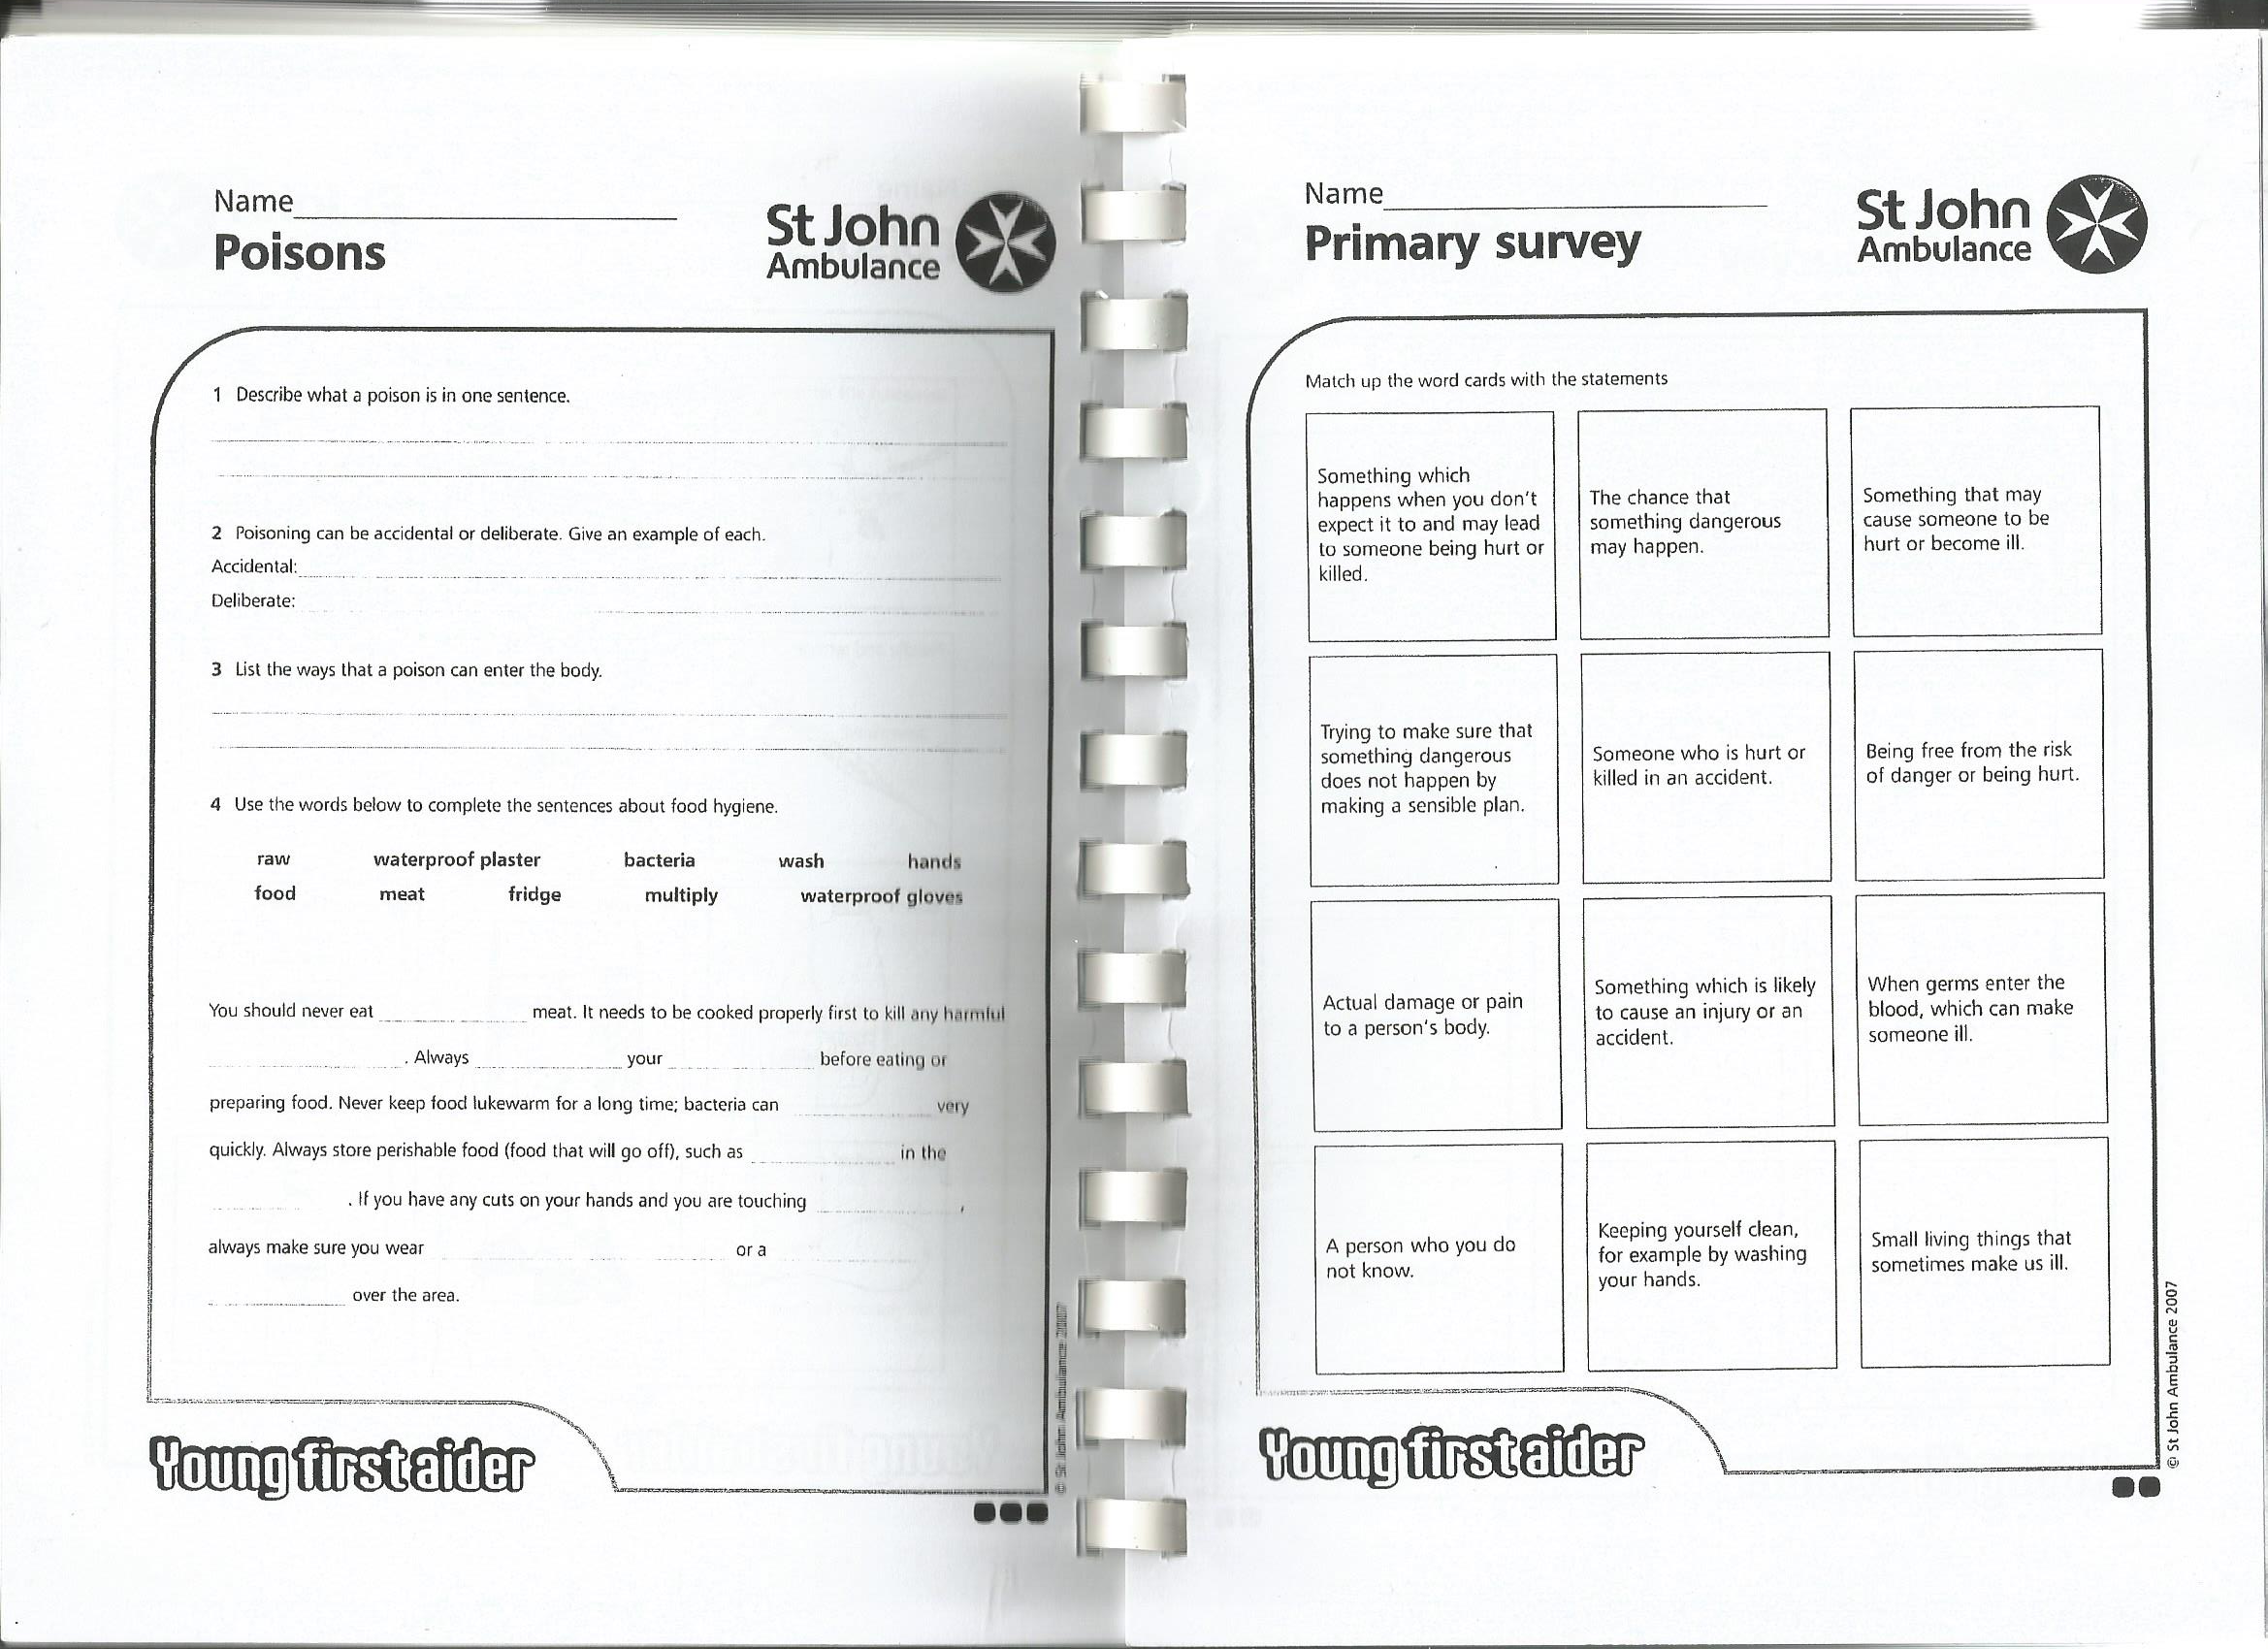 Name
Poisons
St John
Ambulance
1 Describe what a poison is in one sentence.
2 Poisoning can be accidental or deliberate. Give an example of each.
Accidental:
Deliberate:
3 List the ways that a poison can enter the body.
4 Use the words below to complete the sentences about food hygiene.
raw waterproof plaster bacteria wash hands
food meat fridge multiply waterproof gloves
You should never eat meat. It needs to be cooked properly first to kill any harmful
. Always your before eating or
preparing food. Never keep food lukewarm for a long time; bacteria can very
quickly. Always store perishable food (food that will go off), such as in the
. If you have any cuts on your hands and you are touching ,
always make sure you wear or a
over the area.
© St John Ambulance 2007
Young first aider
Name
Primary survey
St John
Ambulance
Match up the word cards with the statements
Something which
happens when you don't
expect it to and may lead
to someone being hurt or
killed.
The chance that
something dangerous
may happen.
Something that may
cause someone to be
hurt or become ill.
Trying to make sure that
something dangerous
does not happen by
making a sensible plan.
Someone who is hurt or
killed in an accident.
Being free from the risk
of danger or being hurt.
Actual damage or pain
to a person's body.
Something which is likely
to cause an injury or an
accident.
When germs enter the
blood, which can make
someone ill.
A person who you do
not know.
Keeping yourself clean,
for example by washing
your hands.
Small living things that
sometimes make us ill.
© St John Ambulance 2007
Young first aider